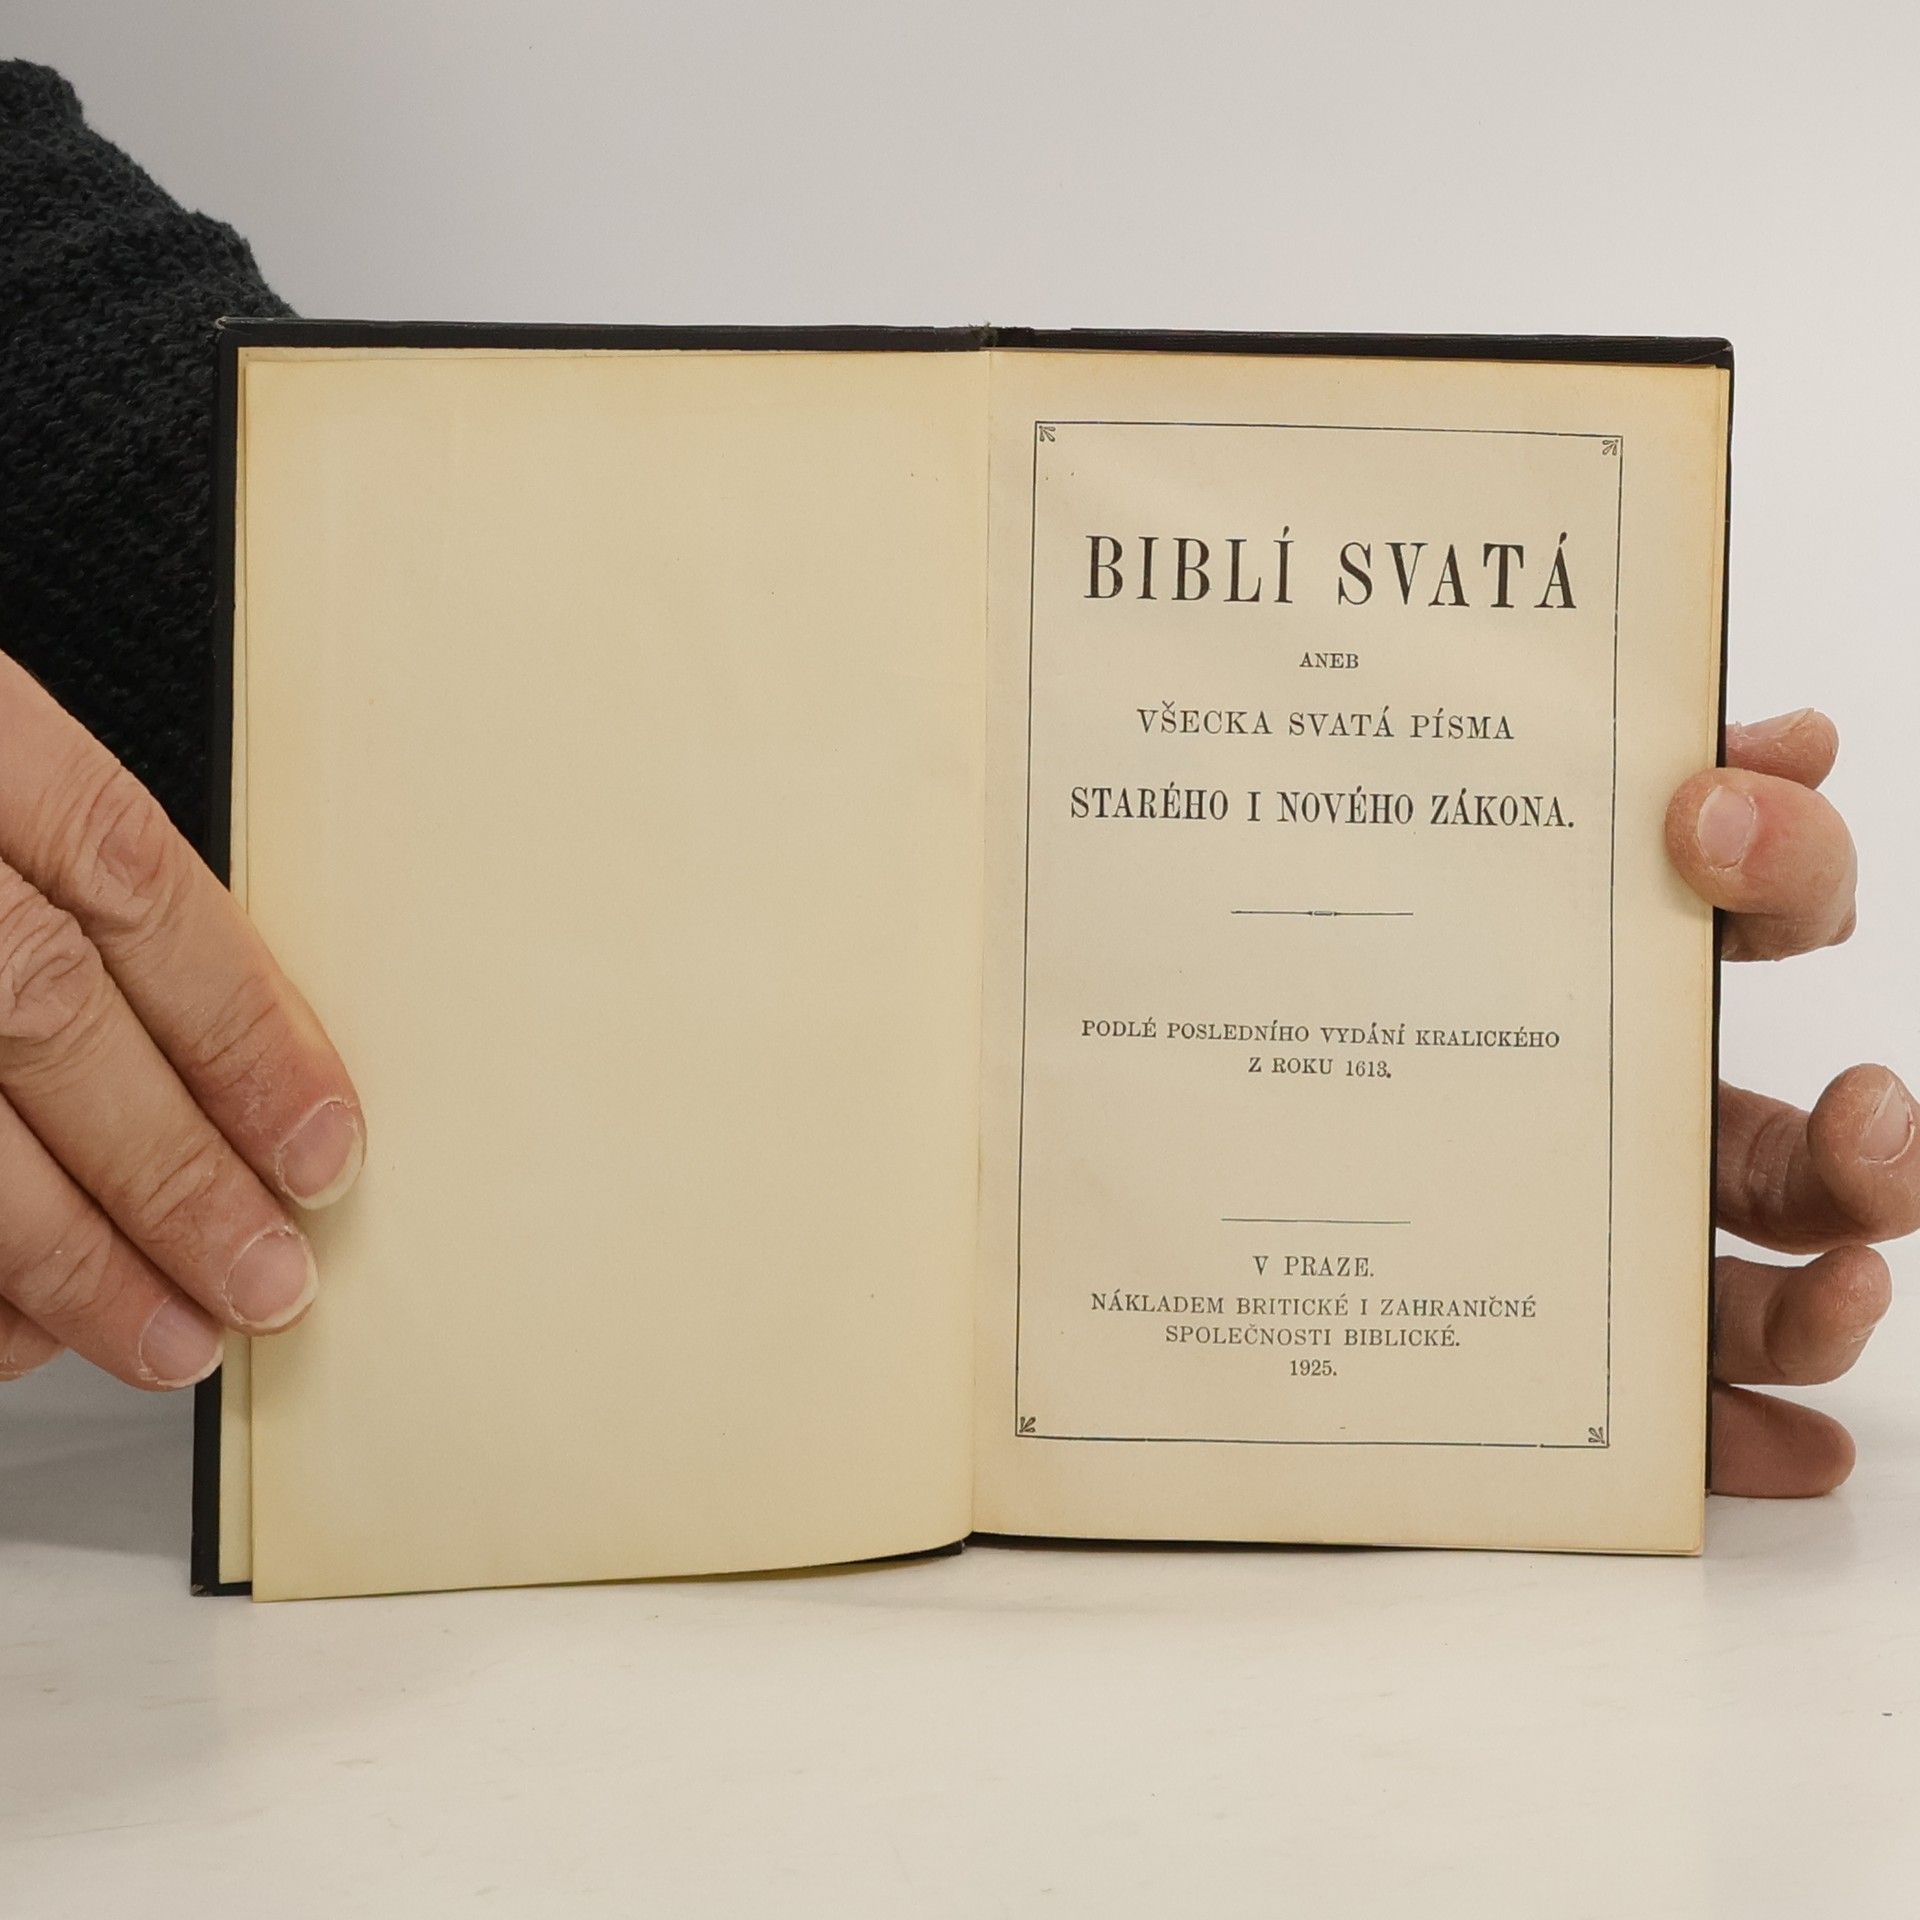 BIBLÍ SVATÁ
ANEB
VŠECKA SVATÁ PÍSMA
STARÉHO I NOVÉHO ZÁKONA.
PODLÉ POSLEDNÍHO VYDÁNÍ KRALICKÉHO
Z ROKU 1613.
V PRAZE.
NÁKLADEM BRITICKÉ I ZAHRANIČNÉ
SPOLEČNOSTI BIBLICKÉ.
1925.